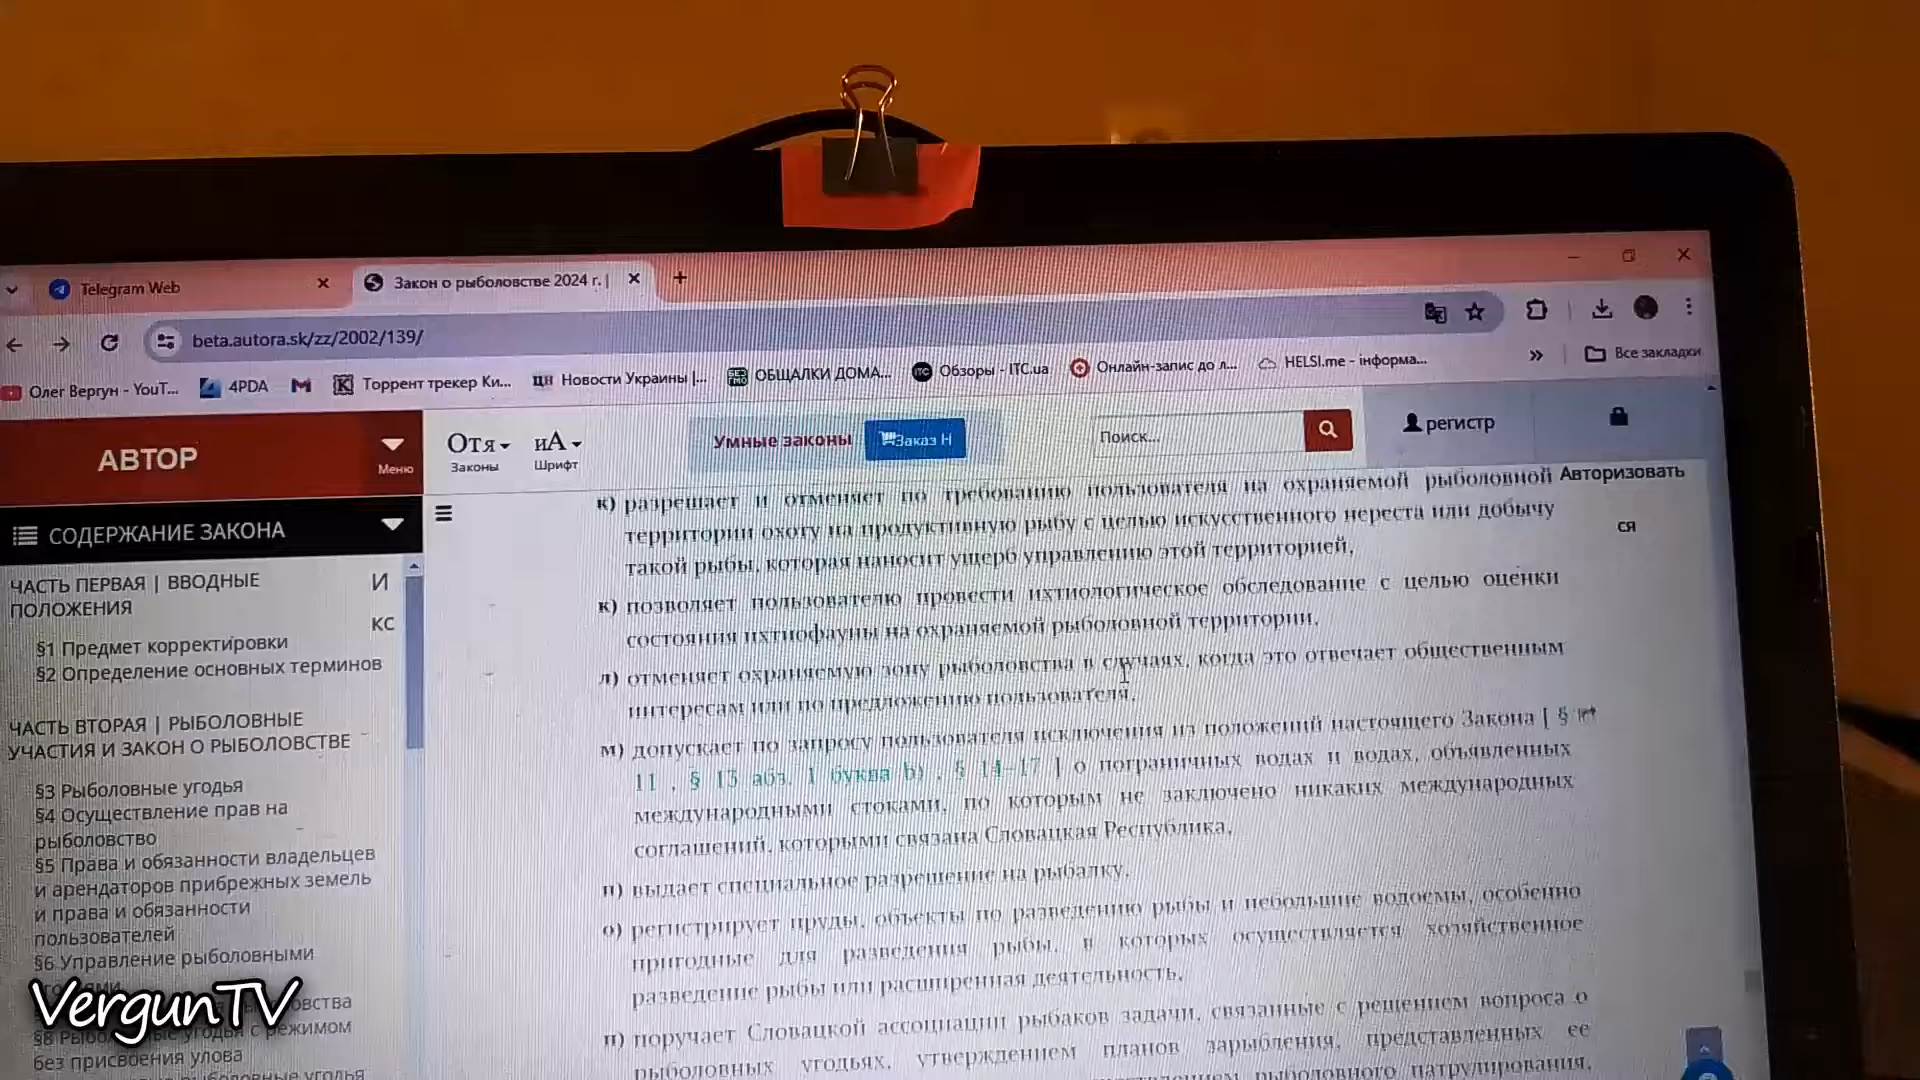 Telegram Web
Закон о рыболовстве 2024 г. |
beta.autora.sk/zz/2002/139/
Олег Вергун - YouT...
4PDA
Торрент трекер Ки...
Новости Украины |...
ОБЩАЛКИ ДОМА...
Обзоры - ITC.ua
Онлайн-запис до л...
HELSI.me - інформа...
Все закладки
АВТОР
Меню
Отя
Законы
иА
Шрифт
Умные законы
Заказ Н
Поиск...
регистр
Авторизовать
ся
СОДЕРЖАНИЕ ЗАКОНА
ЧАСТЬ ПЕРВАЯ | ВВОДНЫЕ
ПОЛОЖЕНИЯ
И
КС
§1 Предмет корректировки
§2 Определение основных терминов
ЧАСТЬ ВТОРАЯ | РЫБОЛОВНЫЕ
УЧАСТИЯ И ЗАКОН О РЫБОЛОВСТВЕ
§3 Рыболовные угодья
§4 Осуществление прав на
рыболовство
§5 Права и обязанности владельцев
и арендаторов прибрежных земель
и права и обязанности
пользователей
§6 Управление рыболовными
§8 угодья с режимом
без присвоения улова
к) разрешает и отменяет по требованию пользователя на охраняемой рыболовной
территории охоту на продуктивную рыбу с целью искусственного нереста или добычу
такой рыбы, которая наносит ущерб управлению этой территорией,
к) позволяет пользователю провести ихтиологическое обследование с целью оценки
состояния ихтиофауны на охраняемой рыболовной территории,
л) отменяет охраняемую зону рыболовства в случаях, когда это отвечает общественным
интересам или по предложению пользователя,
м) допускает по запросу пользователя исключения из положений настоящего Закона [ §
11 , § 13 абз. 1 буква b) , § 14–17 ] о пограничных водах и водах, объявленных
международными стоками, по которым не заключено никаких международных
соглашений, которыми связана Словацкая Республика,
н) выдает специальное разрешение на рыбалку,
о) регистрирует пруды, объекты по разведению рыбы и небольшие водоемы, особенно
пригодные для разведения рыбы, в которых осуществляется хозяйственное
разведение рыбы или расширенная деятельность,
п) поручает Словацкой ассоциации рыбаков задачи, связанные с решением вопроса о
рыболовных угодьях, утверждением планов зарыбления, представленных ее
рыболовного патрулирования,
VergunTV